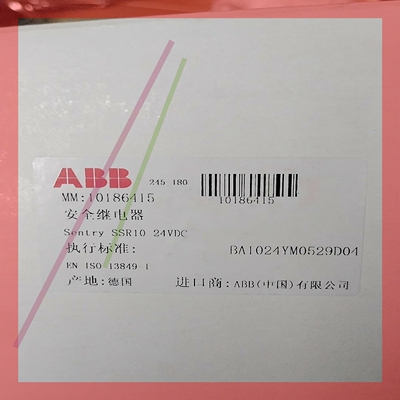 ABB 245 180
10186415
MM:10186415
安全继电器
Sentry SSR10 24VDC
执行标准: BA1024YM0529D04
EN ISO 13849-1
产地:德国 进口商:ABB(中国)有限公司